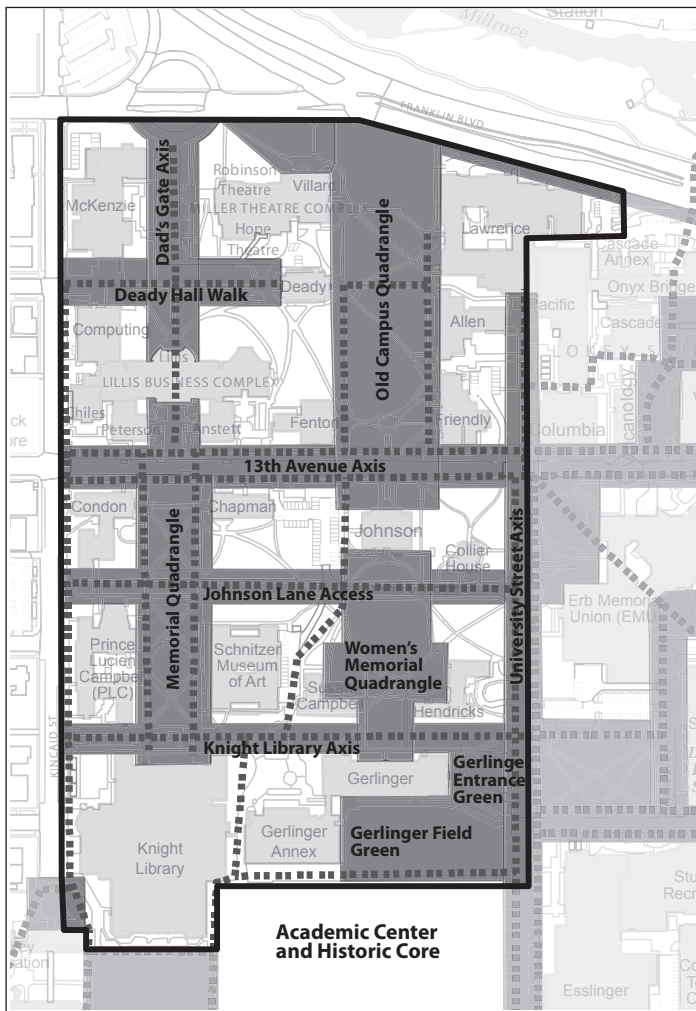 Station
Millrace
FRANKLIN BLVD
Dad's Gate Axis
Robinson
Theatre
Villard
MILLER THEATRE COMPLEX
Hope
Theatre
McKenzie
Old Campus Quadrangle
Lawrence
Cascade
Annex
Onyx Bridge
Deady Hall Walk
Deady
Pacific
Cascade
Computing
Allen
Lillis
LILLIS BUSINESS COMPLEX
Chiles
Peterson
Anstett
Fenton
Friendly
Columbia
13th Avenue Axis
Condon
Chapman
Johnson
Collier
House
Memorial Quadrangle
University Street Axis
Johnson Lane Access
Erb Memorial
Union (EMU)
Prince
Lucien
Campbell
(PLC)
Schnitzer
Museum
of Art
Women's
Memorial
Quadrangle
Susan
Campbell
Hendricks
KINCAID ST
Knight Library Axis
Gerlinger
Gerlinge
Entrance
Green
Knight
Library
Gerlinger
Annex
Gerlinger Field
Green
Academic Center
and Historic Core
Esslinger